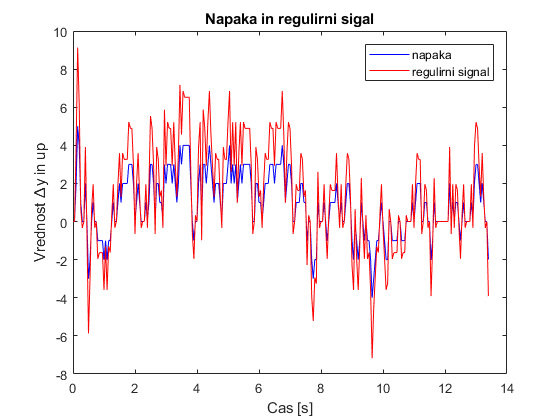 Napaka in regulirni sigal
napaka
regulirni signal
Vrednost Δy in up
10
8
6
4
2
0
-2
-4
-6
-8
0 2 4 6 8 10 12 14
Cas [s]